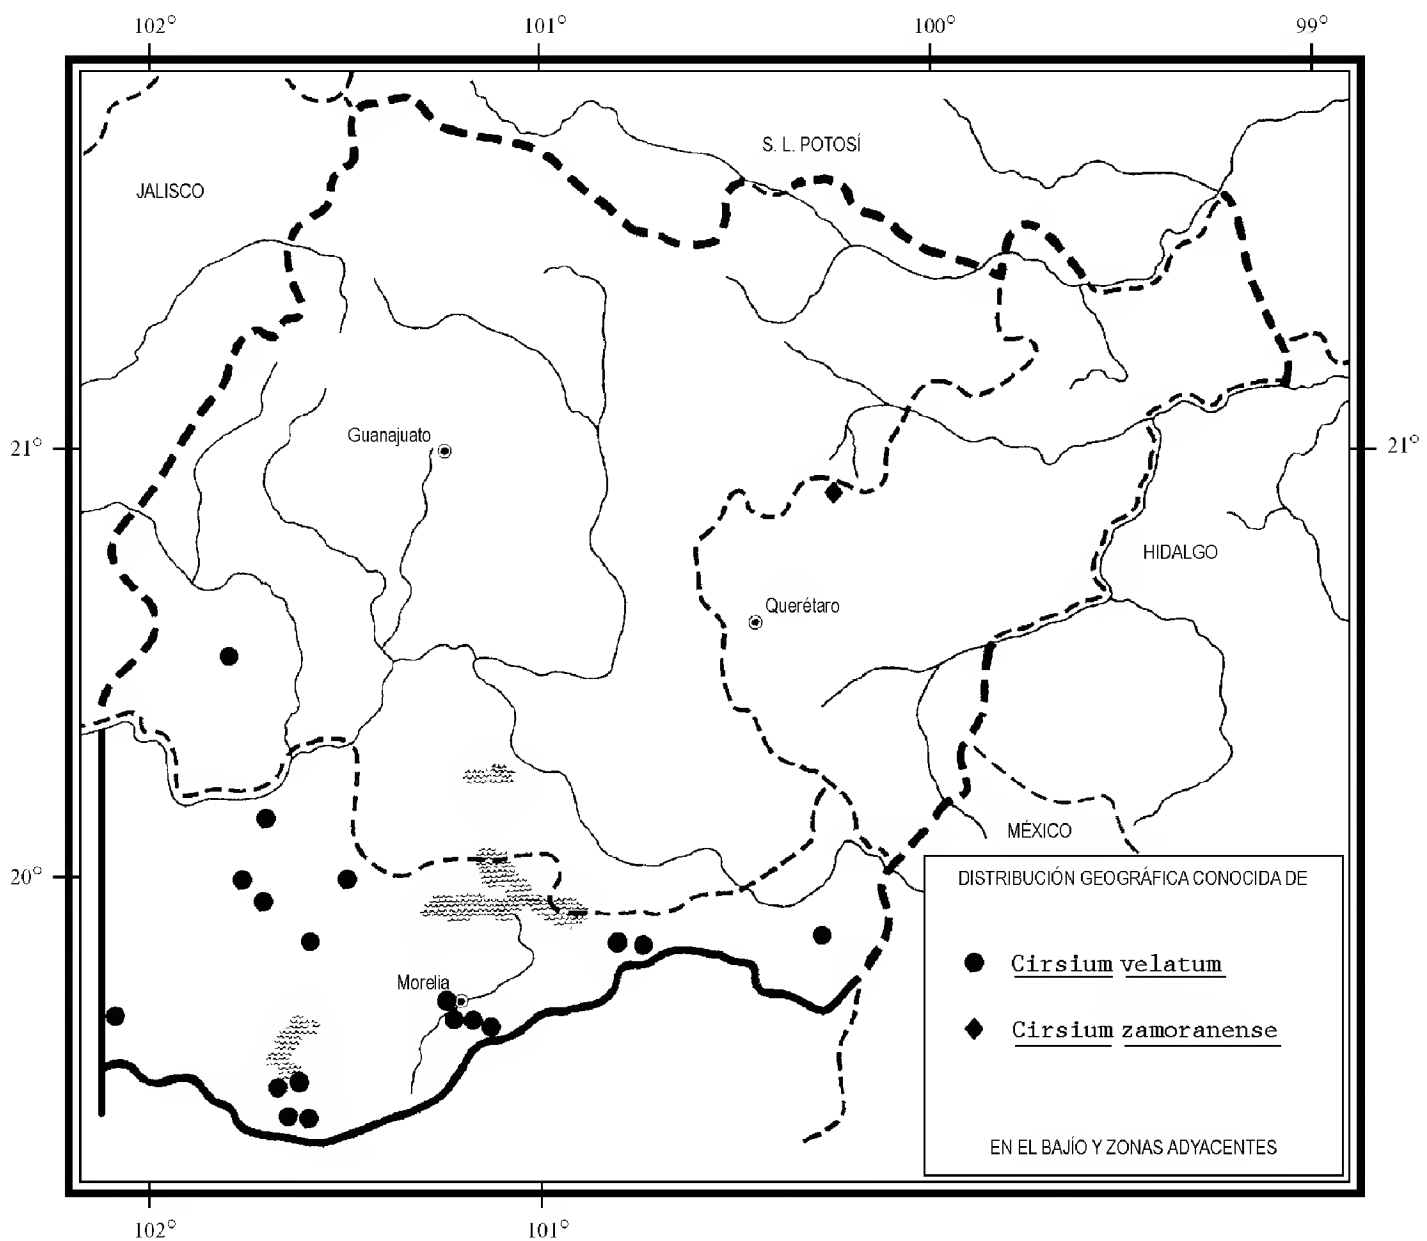 102° 101° 100° 99°
S. L. POTOSÍ
JALISCO
Guanajuato
21° 21°
HIDALGO
Querétaro
MÉXICO
20°
DISTRIBUCIÓN GEOGRÁFICA CONOCIDA DE
Cirsium velatum
Morelia
Cirsium zamoranense
EN EL BAJÍO Y ZONAS ADYACENTES
102° 101°